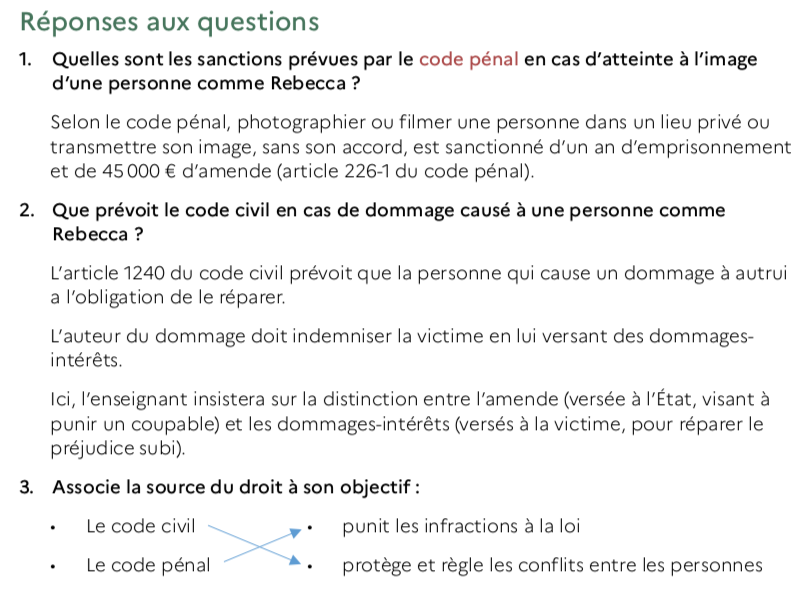 Réponses aux questions
1. Quelles sont les sanctions prévues par le code pénal en cas d'atteinte à l'image
d'une personne comme Rebecca ?
Selon le code pénal, photographier ou filmer une personne dans un lieu privé ou
transmettre son image, sans son accord, est sanctionné d'un an d'emprisonnement
et de 45 000 € d'amende (article 226-1 du code pénal).
2. Que prévoit le code civil en cas de dommage causé à une personne comme
Rebecca ?
L'article 1240 du code civil prévoit que la personne qui cause un dommage à autrui
a l'obligation de le réparer.
L'auteur du dommage doit indemniser la victime en lui versant des dommages-
intérêts.
Ici, l'enseignant insistera sur la distinction entre l'amende (versée à l'État, visant à
punir un coupable) et les dommages-intérêts (versés à la victime, pour réparer le
préjudice subi).
3. Associe la source du droit à son objectif :
• Le code civil • punit les infractions à la loi
• Le code pénal • protège et règle les conflits entre les personnes